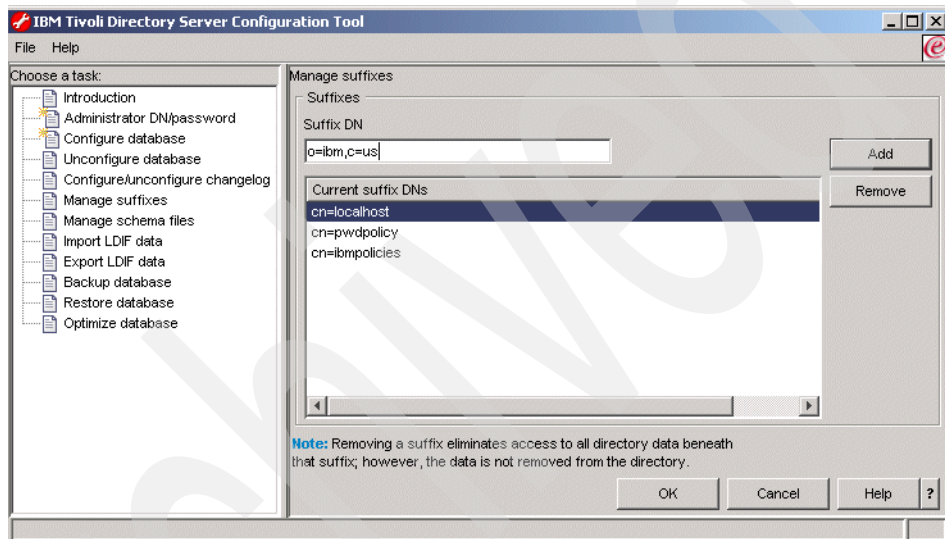 IBM Tivoli Directory Server Configuration Tool
File Help
Choose a task:
Introduction
Administrator DN/password
Configure database
Unconfigure database
Configure/unconfigure changelog
Manage suffixes
Manage schema files
Import LDIF data
Export LDIF data
Backup database
Restore database
Optimize database
Manage suffixes
Suffixes
Suffix DN
o=ibm,c=us
Add
Current suffix DNs
Remove
cn=localhost
cn=pwdpolicy
cn=ibmpolicies
Note: Removing a suffix eliminates access to all directory data beneath
that suffix; however, the data is not removed from the directory.
OK Cancel Help ?